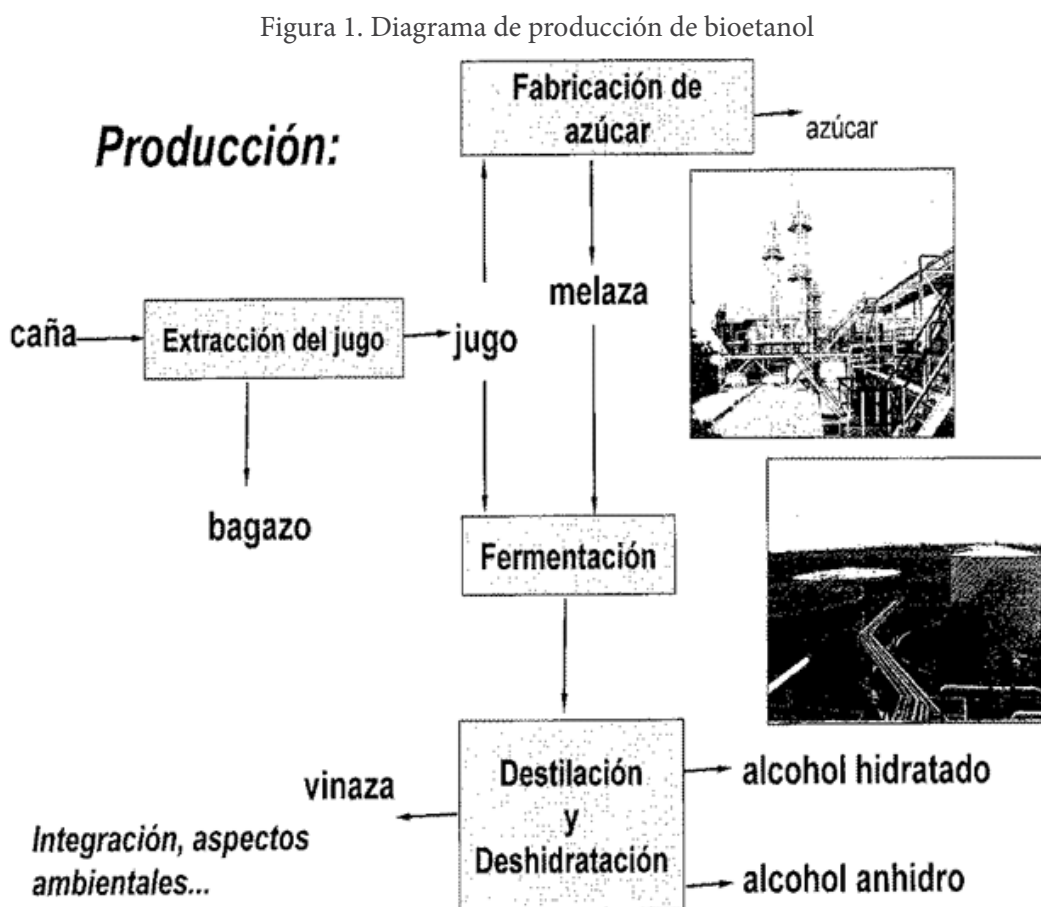 Figura 1. Diagrama de producción de bioetanol
Producción:
Fabricación de
azúcar
azúcar
melaza
caña
Extracción del jugo
jugo
bagazo
Fermentación
Destilación
y
Deshidratación
vinaza
alcohol hidratado
alcohol anhidro
Integración, aspectos
ambientales...